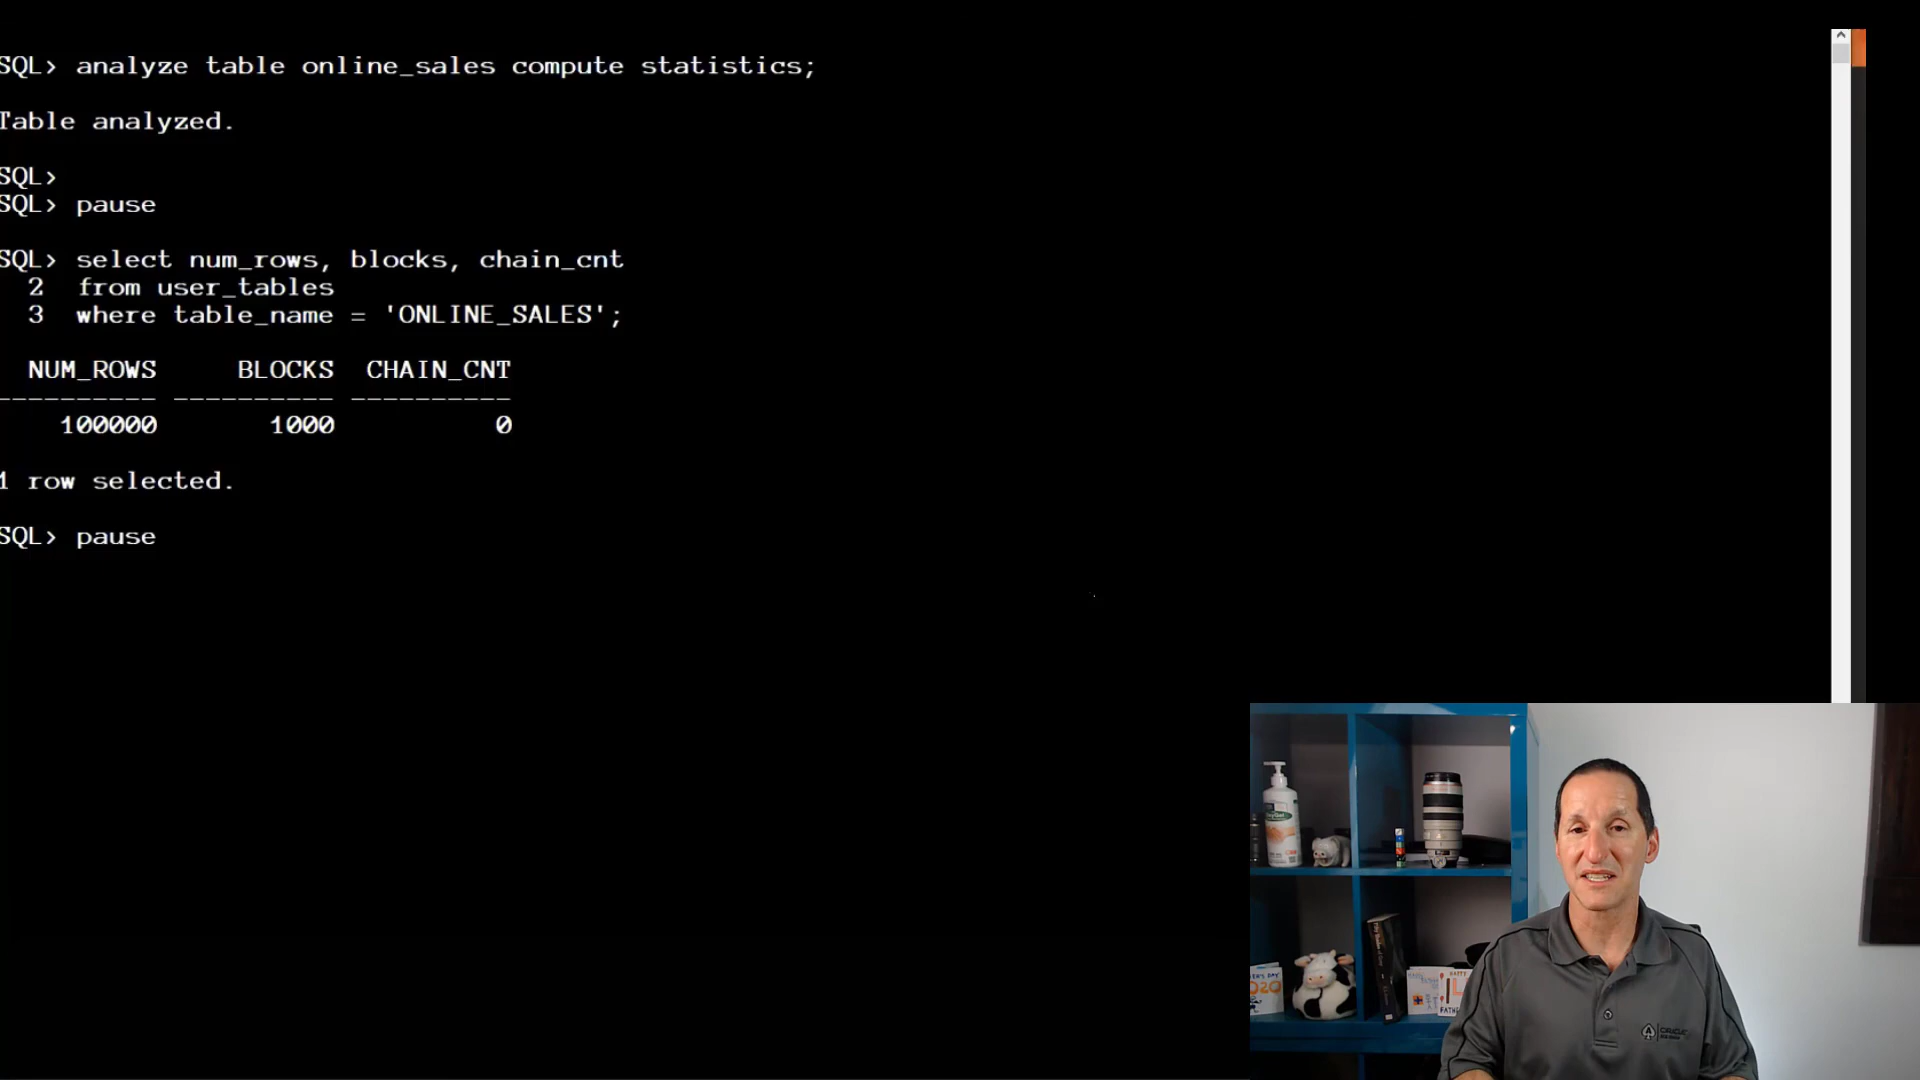 SQL> analyze table online_sales compute statistics;
Table analyzed.
SQL>
SQL> pause
SQL> select num_rows, blocks, chain_cnt
2 from user_tables
3 where table_name = 'ONLINE_SALES';
NUM_ROWS BLOCKS CHAIN_CNT
---------- ---------- ----------
100000 1000 0
1 row selected.
SQL> pause
HAPPY